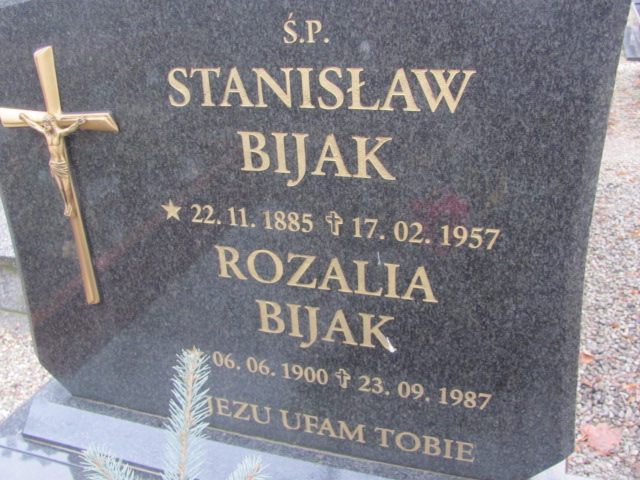 Ś.P.
STANISŁAW
BIJAK
★ 22. 11. 1885 ✝ 17. 02. 1957
ROZALIA
BIJAK
06. 06. 1900 ✝ 23. 09. 1987
JEZU UFAM TOBIE